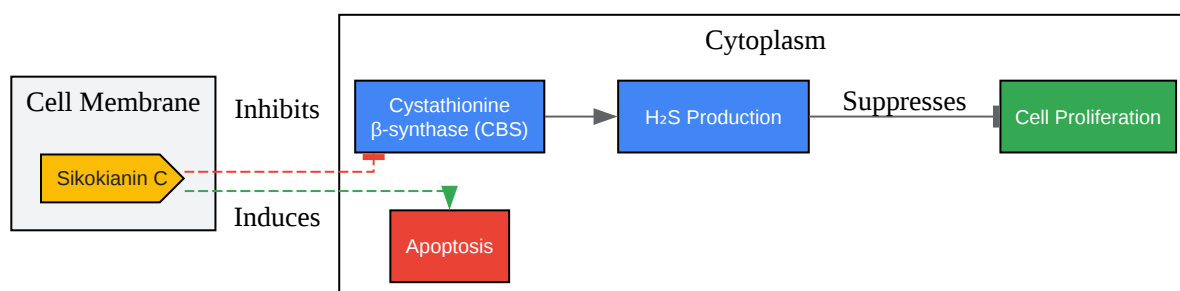 Cytoplasm
Cell Membrane
Inhibits
Cystathionine
β-synthase (CBS)
H₂S Production
Suppresses
Cell Proliferation
Sikokianin C
Induces
Apoptosis